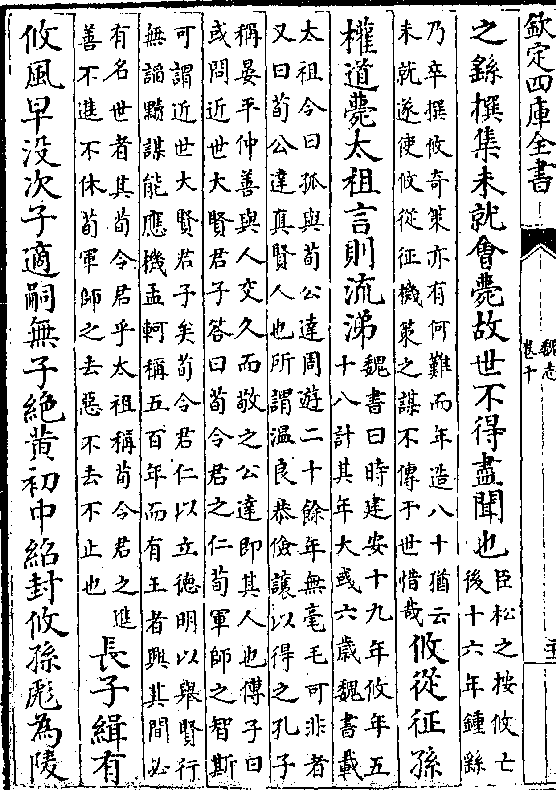 欽定四庫全書
魏志
卷十
之繇撰集未就會薨故世不得盡聞也
臣松之按攸亡
後十六年鍾繇
乃卒撰攸奇策亦有何難而年造八十猶云
未就遂使攸從征機策之謀不傳于世惜哉
攸從征孫
權道薨太祖言則流涕
魏書曰時建安十九年攸年五
十八計其年大彧六歲魏書載
太祖令曰孤與荀公達周遊二十餘年無毫毛可非者
又曰荀公達真賢人也所謂温良恭儉讓以得之孔子
稱晏平仲善與人交久而敬之公達即其人也傅子曰
或問近世大賢君子荅曰荀令君之仁荀軍師之智斯
可謂近世大賢君子矣荀令君仁以立德明以舉賢行
無謟黷謀能應機孟軻稱五百年而有王者興其間必
有名世者其荀令君乎太祖稱荀令君之進
善不進不休荀軍師之去惡不去不止也
長子緝有
攸風早没次子適嗣無子絶黄初中紹封攸孫彪為陵